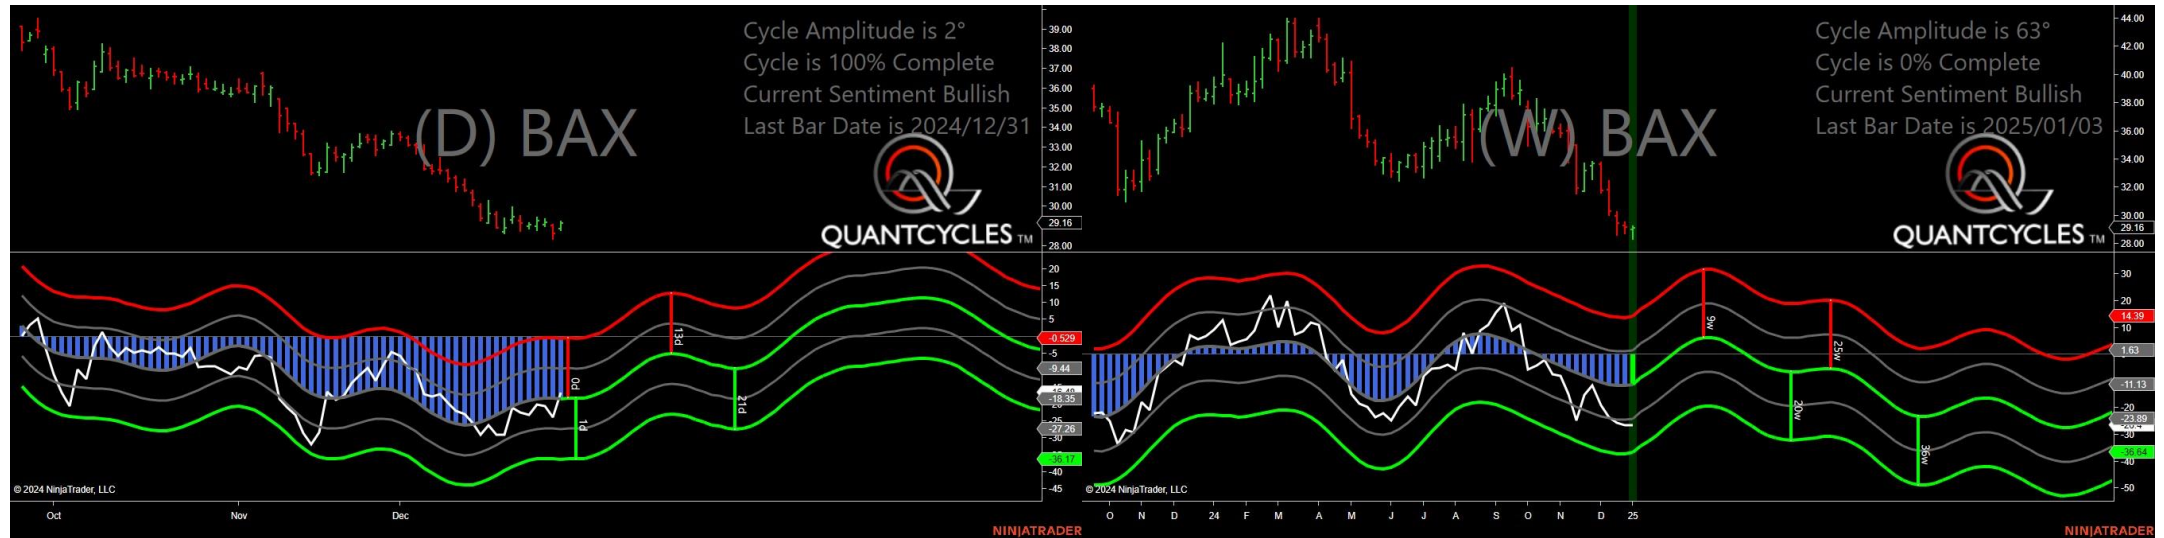 Cycle Amplitude is 2°
Cycle is 100% Complete
Current Sentiment Bullish
Last Bar Date is 2024/12/31
(D) BAX
QUANTCYCLES TM
39.00
38.00
37.00
36.00
35.00
34.00
33.00
32.00
31.00
30.00
29.16
28.00
20
15
10
5
-0.529
-5
-9.44
-18.35
-27.26
-30
-36.17
-40
-45
13d
0d
1d
21d
© 2024 NinjaTrader, LLC
Oct Nov Dec
NINJATRADER
Cycle Amplitude is 63°
Cycle is 0% Complete
Current Sentiment Bullish
Last Bar Date is 2025/01/03
(W) BAX
QUANTCYCLES TM
44.00
42.00
40.00
38.00
36.00
34.00
32.00
30.00
29.16
28.00
30
20
14.39
10
1.63
-11.13
-20
-23.89
-30
-36.64
-40
-50
9w
25w
20w
36w
© 2024 NinjaTrader, LLC
O N D 24 F M A M J J A S O N D 25
NINJATRADER